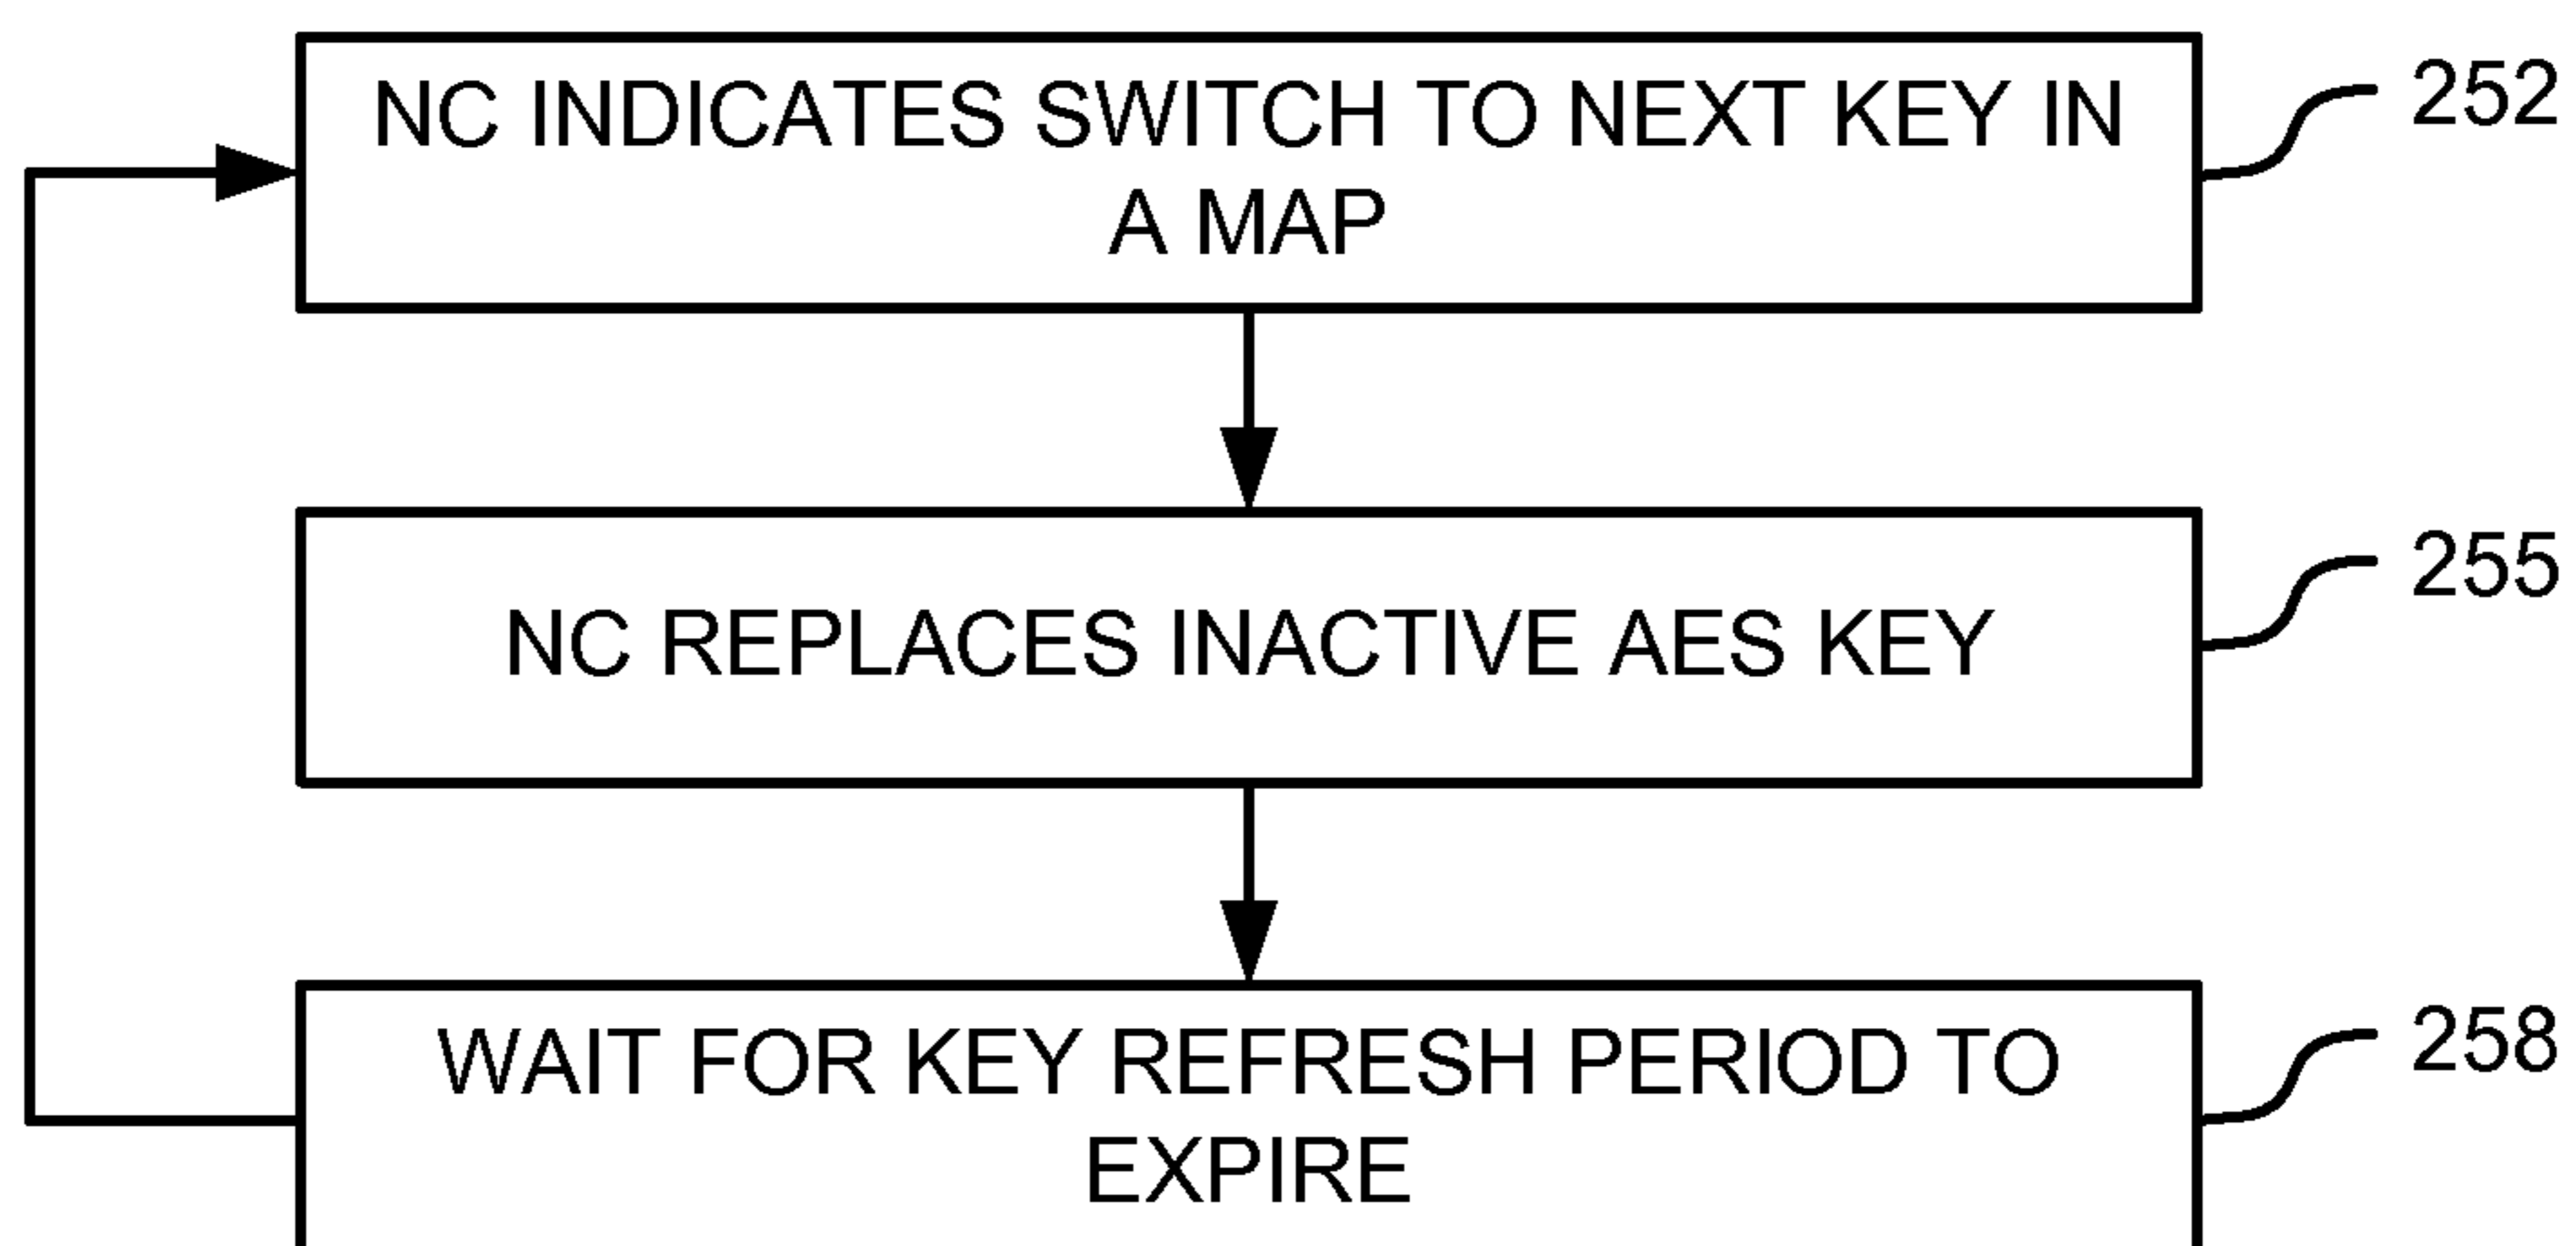 NC INDICATES SWITCH TO NEXT KEY IN
A MAP
252
NC REPLACES INACTIVE AES KEY
255
WAIT FOR KEY REFRESH PERIOD TO
EXPIRE
258